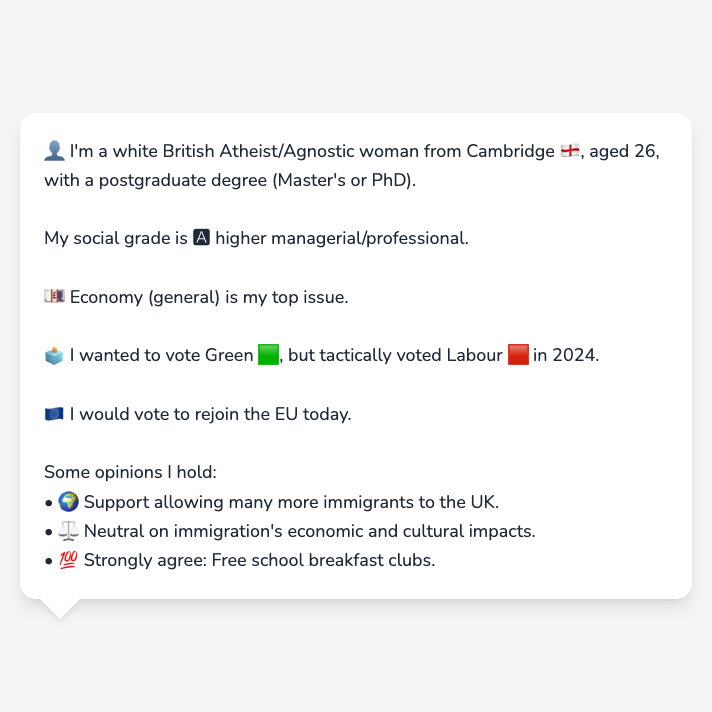 👤 I'm a white British Atheist/Agnostic woman from Cambridge 🏴󠁧󠁢󠁥󠁮󠁧󠁿, aged 26,
with a postgraduate degree (Master's or PhD).
My social grade is 🅰 higher managerial/professional.
💷 Economy (general) is my top issue.
🗳️ I wanted to vote Green 🟩, but tactically voted Labour 🟥 in 2024.
🇪🇺 I would vote to rejoin the EU today.
Some opinions I hold:
• 🌍 Support allowing many more immigrants to the UK.
• ⚖️ Neutral on immigration's economic and cultural impacts.
• 💯 Strongly agree: Free school breakfast clubs.